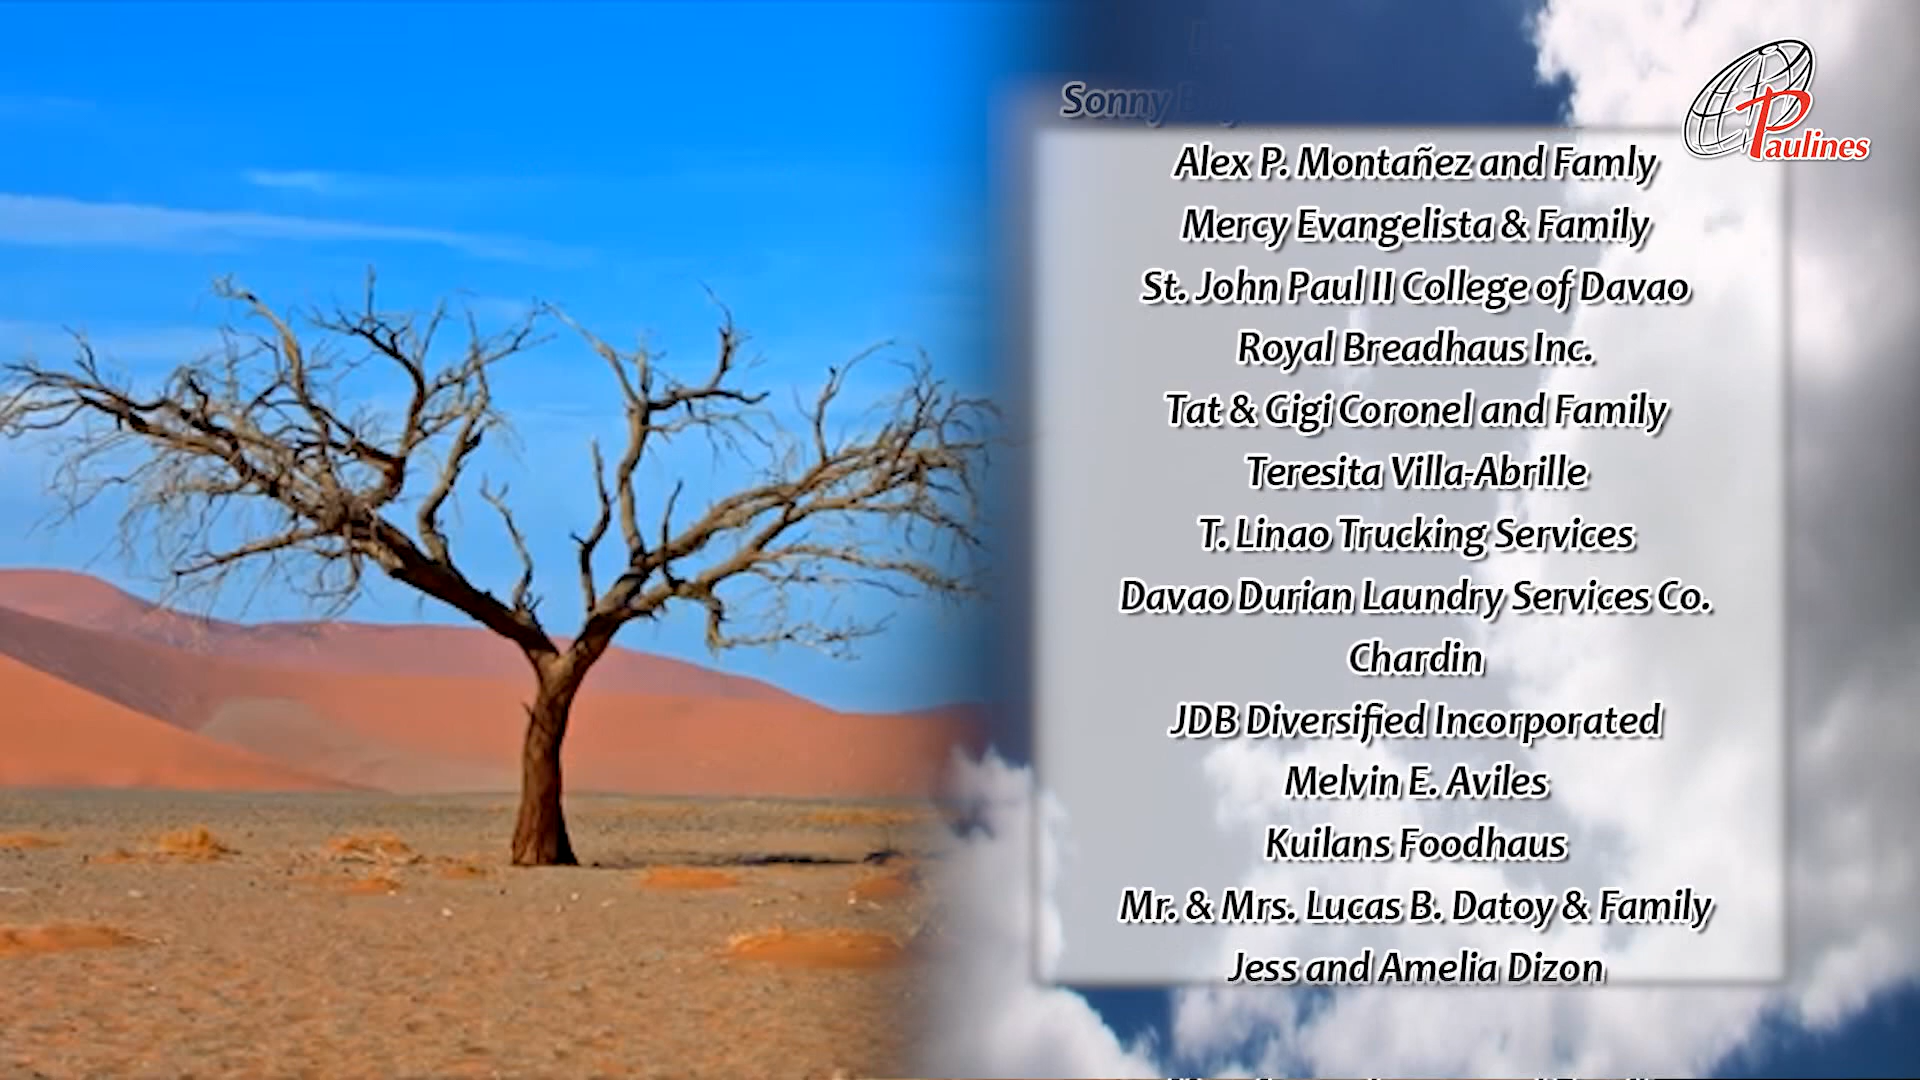 Paulines
Sonny
Alex P. Montañez and Famly
Mercy Evangelista & Family
St. John Paul II College of Davao
Royal Breadhaus Inc.
Tat & Gigi Coronel and Family
Teresita Villa-Abrille
T. Linao Trucking Services
Davao Durian Laundry Services Co.
Chardin
JDB Diversified Incorporated
Melvin E. Aviles
Kuilans Foodhaus
Mr. & Mrs. Lucas B. Datoy & Family
Jess and Amelia Dizon